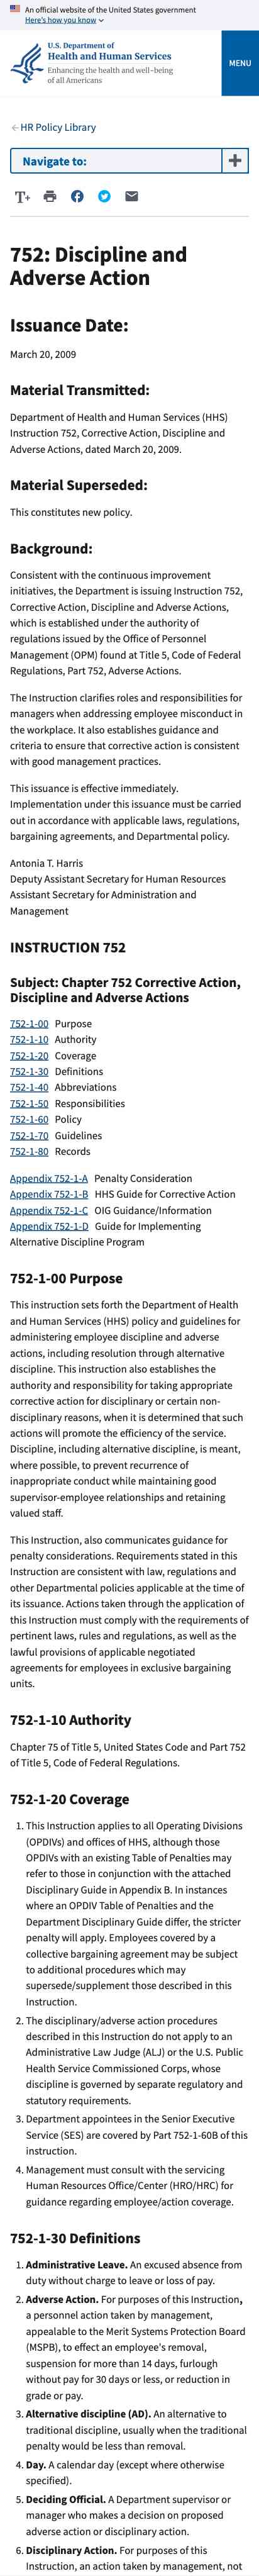 An official website of the United States government
Here's how you know
U.S. Department of
Health and Human Services
Enhancing the health and well-being
of all Americans
MENU
HR Policy Library
Navigate to:
T+
752: Discipline and
Adverse Action
Issuance Date:
March 20, 2009
Material Transmitted:
Department of Health and Human Services (HHS)
Instruction 752, Corrective Action, Discipline and
Adverse Actions, dated March 20, 2009.
Material Superseded:
This constitutes new policy.
Background:
Consistent with the continuous improvement
initiatives, the Department is issuing Instruction 752,
Corrective Action, Discipline and Adverse Actions,
which is established under the authority of
regulations issued by the Office of Personnel
Management (OPM) found at Title 5, Code of Federal
Regulations, Part 752, Adverse Actions.
The Instruction clarifies roles and responsibilities for
managers when addressing employee misconduct in
the workplace. It also establishes guidance and
criteria to ensure that corrective action is consistent
with good management practices.
This issuance is effective immediately.
Implementation under this issuance must be carried
out in accordance with applicable laws, regulations,
bargaining agreements, and Departmental policy.
Antonia T. Harris
Deputy Assistant Secretary for Human Resources
Assistant Secretary for Administration and
Management
INSTRUCTION 752
Subject: Chapter 752 Corrective Action,
Discipline and Adverse Actions
752-1-00 Purpose
752-1-10 Authority
752-1-20 Coverage
752-1-30 Definitions
752-1-40 Abbreviations
752-1-50 Responsibilities
752-1-60 Policy
752-1-70 Guidelines
752-1-80 Records
Appendix 752-1-A Penalty Consideration
Appendix 752-1-B HHS Guide for Corrective Action
Appendix 752-1-C OIG Guidance/Information
Appendix 752-1-D Guide for Implementing
Alternative Discipline Program
752-1-00 Purpose
This instruction sets forth the Department of Health
and Human Services (HHS) policy and guidelines for
administering employee discipline and adverse
actions, including resolution through alternative
discipline. This instruction also establishes the
authority and responsibility for taking appropriate
corrective action for disciplinary or certain non-
disciplinary reasons, when it is determined that such
actions will promote the efficiency of the service.
Discipline, including alternative discipline, is meant,
where possible, to prevent recurrence of
inappropriate conduct while maintaining good
supervisor-employee relationships and retaining
valued staff.
This Instruction, also communicates guidance for
penalty considerations. Requirements stated in this
Instruction are consistent with law, regulations and
other Departmental policies applicable at the time of
its issuance. Actions taken through the application of
this Instruction must comply with the requirements of
pertinent laws, rules and regulations, as well as the
lawful provisions of applicable negotiated
agreements for employees in exclusive bargaining
units.
752-1-10 Authority
Chapter 75 of Title 5, United States Code and Part 752
of Title 5, Code of Federal Regulations.
752-1-20 Coverage
1. This Instruction applies to all Operating Divisions
(OPDIVs) and offices of HHS, although those
OPDIVs with an existing Table of Penalties may
refer to those in conjunction with the attached
Disciplinary Guide in Appendix B. In instances
where an OPDIV Table of Penalties and the
Department Disciplinary Guide differ, the stricter
penalty will apply. Employees covered by a
collective bargaining agreement may be subject
to additional procedures which may
supersede/supplement those described in this
Instruction.
2. The disciplinary/adverse action procedures
described in this Instruction do not apply to an
Administrative Law Judge (ALJ) or the U.S. Public
Health Service Commissioned Corps, whose
discipline is governed by separate regulatory and
statutory requirements.
3. Department appointees in the Senior Executive
Service (SES) are covered by Part 752-1-60B of this
instruction.
4. Management must consult with the servicing
Human Resources Office/Center (HRO/HRC) for
guidance regarding employee/action coverage.
752-1-30 Definitions
1. Administrative Leave. An excused absence from
duty without charge to leave or loss of pay.
2. Adverse Action. For purposes of this Instruction,
a personnel action taken by management,
appealable to the Merit Systems Protection Board
(MSPB), to effect an employee's removal,
suspension for more than 14 days, furlough
without pay for 30 days or less, or reduction in
grade or pay.
3. Alternative discipline (AD). An alternative to
traditional discipline, usually when the traditional
penalty would be less than removal.
4. Day. A calendar day (except where otherwise
specified).
5. Deciding Official. A Department supervisor or
manager who makes a decision on proposed
adverse action or disciplinary action.
6. Disciplinary Action. For purposes of this
Instruction, an action taken by management, not